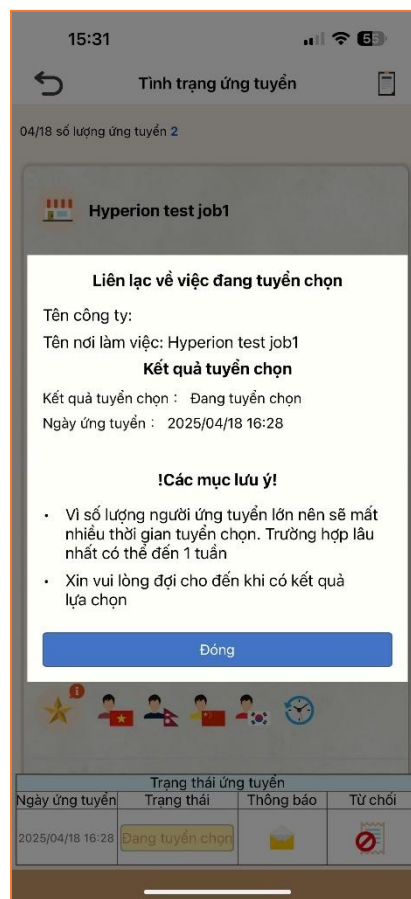 15:31
Tình trạng ứng tuyển
04/18 số lượng ứng tuyển 2
Hyperion test job1
Liên lạc về việc đang tuyển chọn
Tên công ty:
Tên nơi làm việc: Hyperion test job1
Kết quả tuyển chọn
Kết quả tuyển chọn : Đang tuyển chọn
Ngày ứng tuyển : 2025/04/18 16:28
!Các mục lưu ý!
• Vì số lượng người ứng tuyển lớn nên sẽ mất
nhiều thời gian tuyển chọn. Trường hợp lâu
nhất có thể đến 1 tuần
• Xin vui lòng đợi cho đến khi có kết quả
lựa chọn
Đóng
Trạng thái ứng tuyển
Ngày ứng tuyển Trạng thái Thông báo Từ chối
2025/04/18 16:28 Đang tuyển chọn